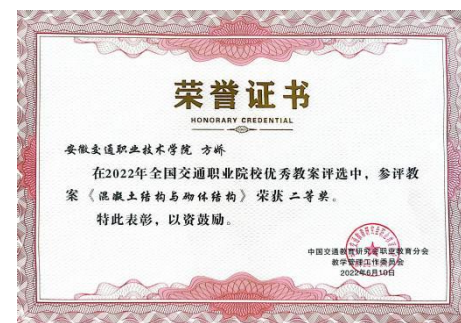 荣誉证书
HONORARY CREDENTIAL
安徽交通职业技术学院 方娇
在2022年全国交通职业院校优秀教案评选中，参评教
案《混凝土结构与砌体结构》荣获 二等奖。
特此表彰，以资鼓励。
中国交通教育研究会职业教育分会
教学管理工作委员会
2022年6月10日